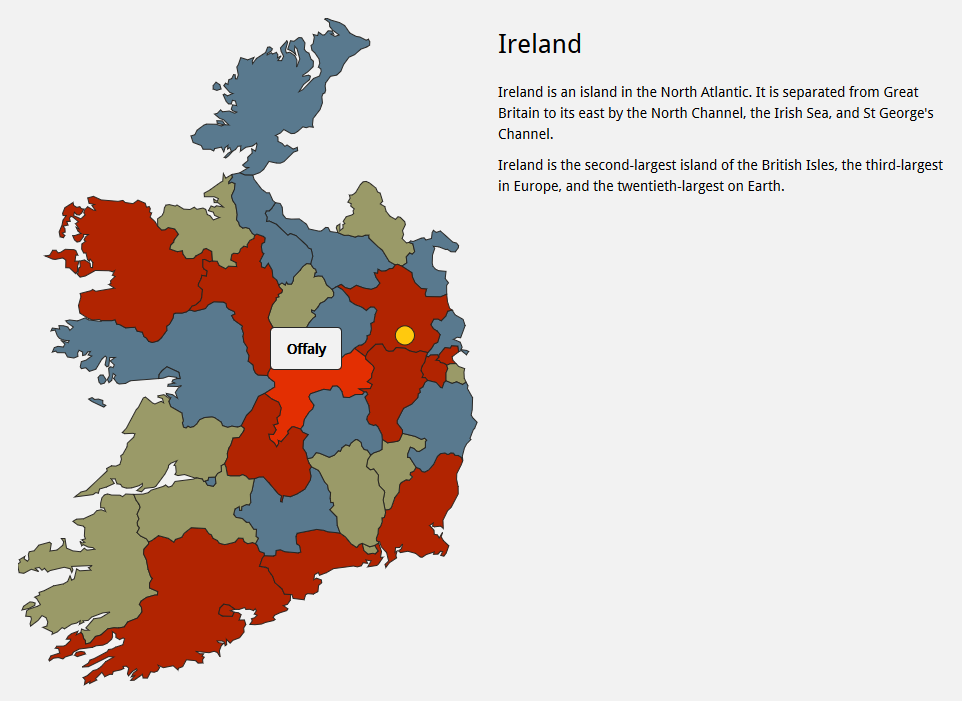 Ireland
Ireland is an island in the North Atlantic. It is separated from Great
Britain to its east by the North Channel, the Irish Sea, and St George's
Channel.
Ireland is the second-largest island of the British Isles, the third-largest
in Europe, and the twentieth-largest on Earth.
Offaly